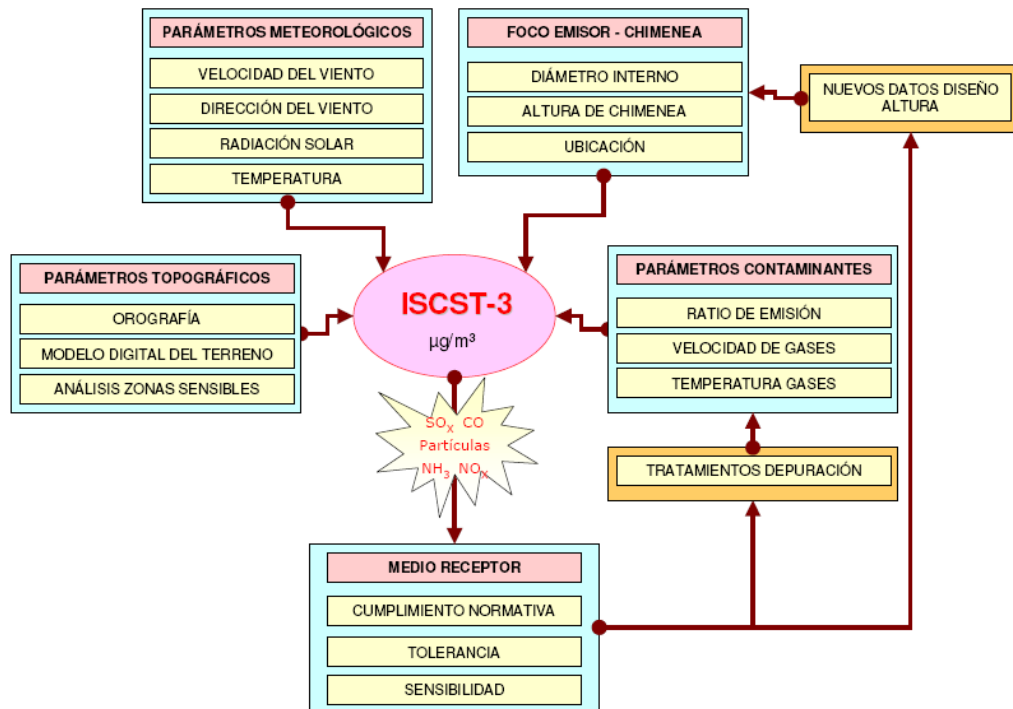 PARÁMETROS METEOROLÓGICOS
VELOCIDAD DEL VIENTO
DIRECCIÓN DEL VIENTO
RADIACIÓN SOLAR
TEMPERATURA
FOCO EMISOR - CHIMENEA
DIÁMETRO INTERNO
ALTURA DE CHIMENEA
UBICACIÓN
NUEVOS DATOS DISEÑO
ALTURA
PARÁMETROS TOPOGRÁFICOS
OROGRAFÍA
MODELO DIGITAL DEL TERRENO
ANÁLISIS ZONAS SENSIBLES
ISCST-3
µg/m³
PARÁMETROS CONTAMINANTES
RATIO DE EMISIÓN
VELOCIDAD DE GASES
TEMPERATURA GASES
SOₓ CO
Partículas
NH₃ NOₓ
TRATAMIENTOS DEPURACIÓN
MEDIO RECEPTOR
CUMPLIMIENTO NORMATIVA
TOLERANCIA
SENSIBILIDAD